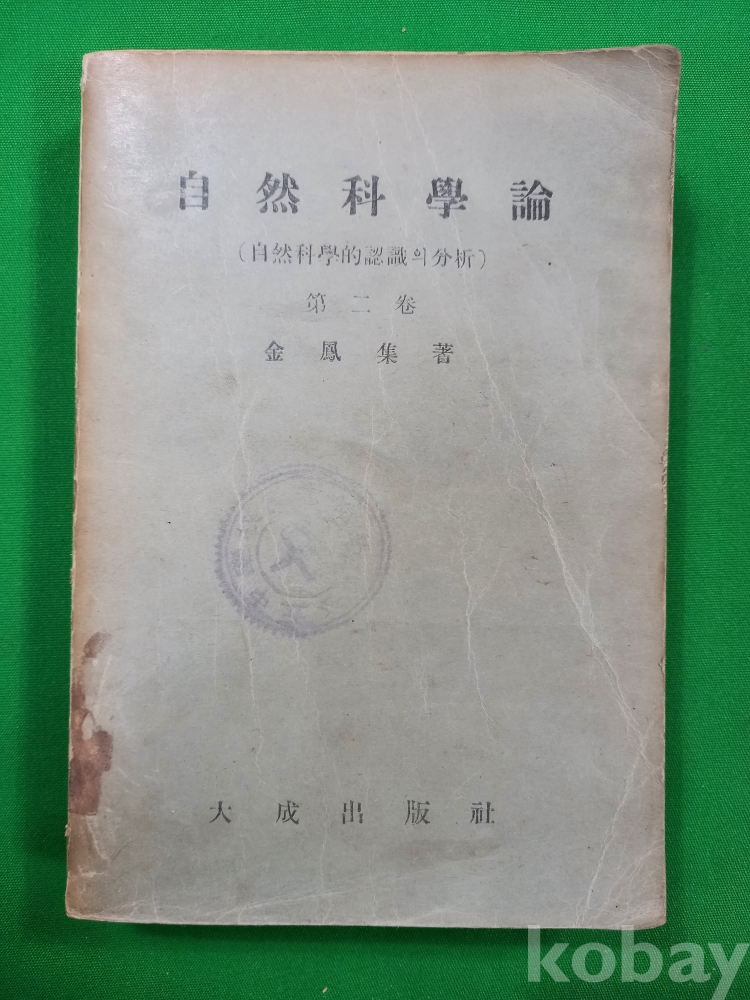 自然科學論
(自然科學的認識의分析)
第二卷
金鳳集著
大成出版社
kobay